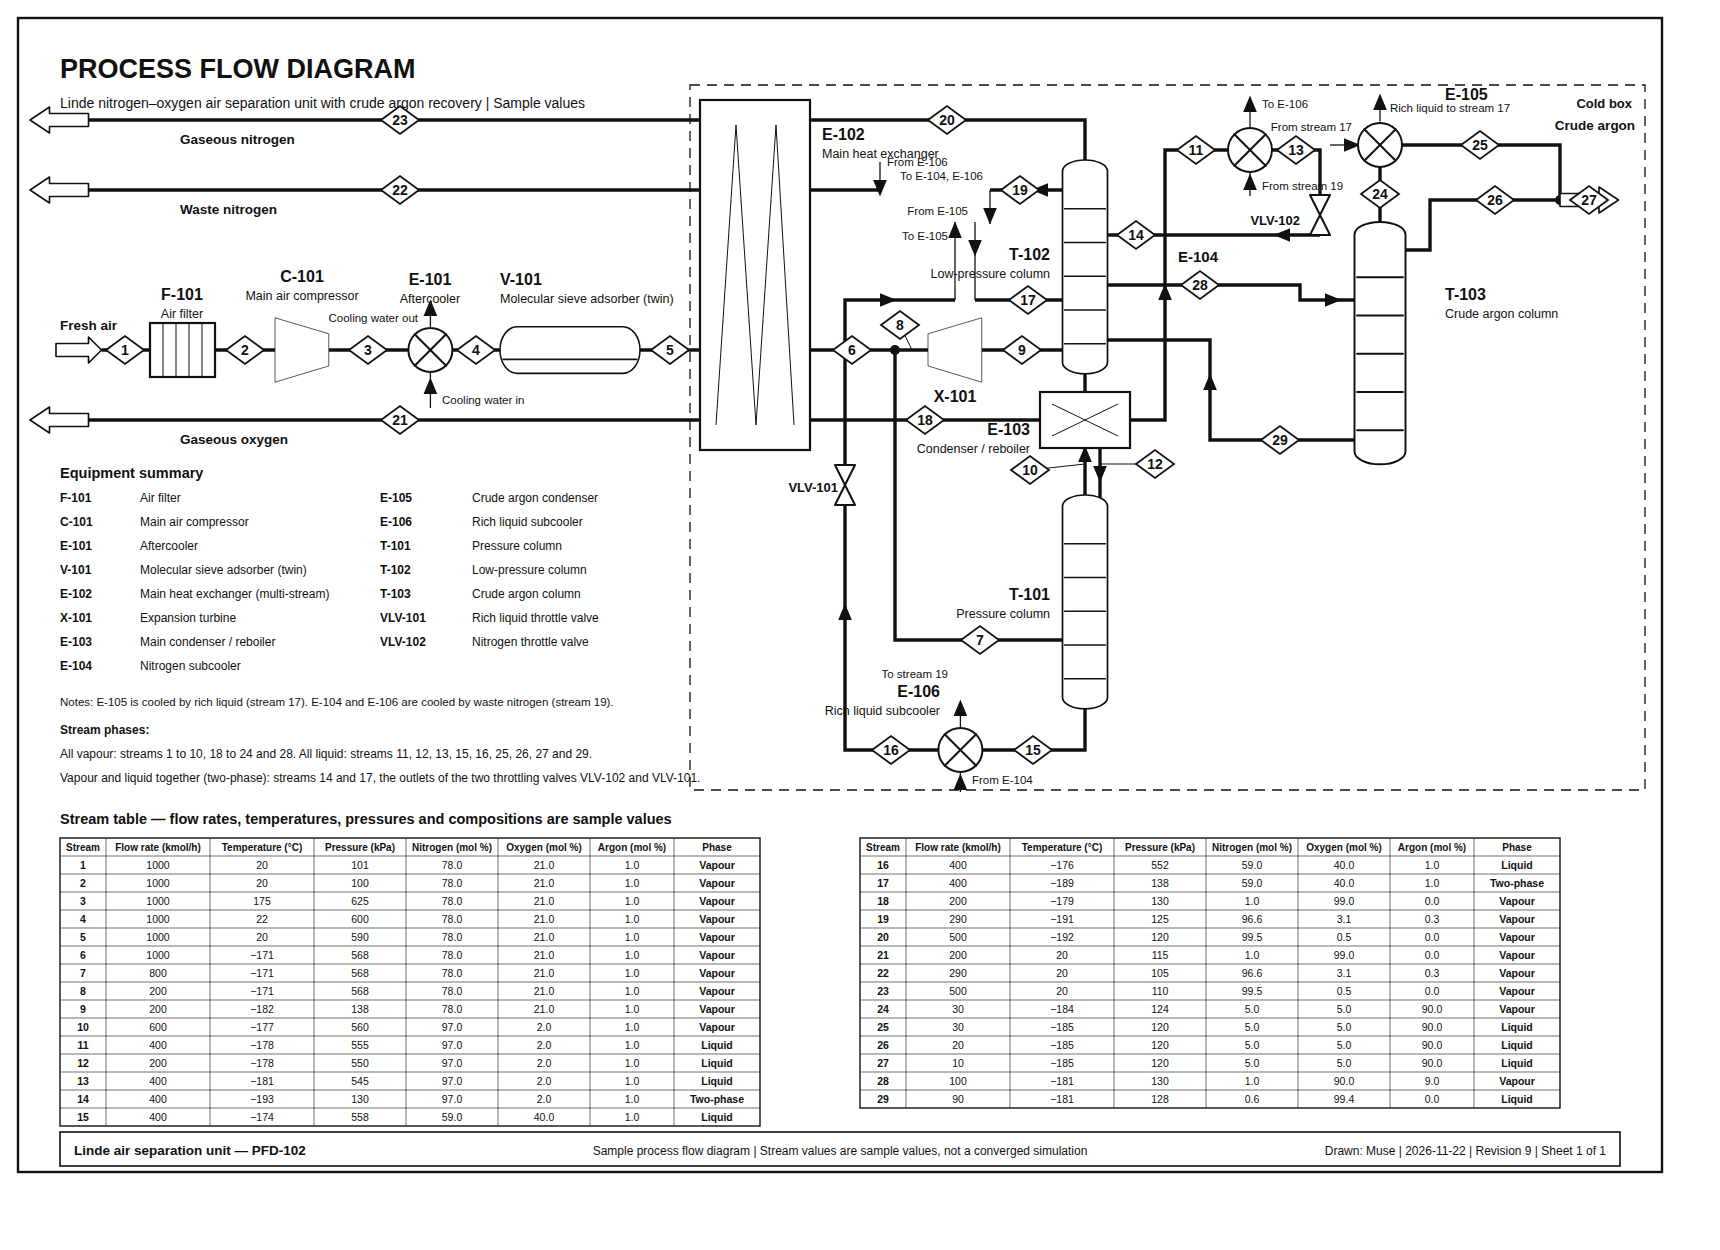 PROCESS FLOW DIAGRAM
Linde nitrogen–oxygen air separation unit with crude argon recovery | Sample values
23
Gaseous nitrogen
22
Waste nitrogen
20
E-102
Main heat exchanger
From E-106
To E-104, E-106
19
From E-105
To E-105
T-102
Low-pressure column
To E-106
From stream 17
11
13
From stream 19
VLV-102
14
E-104
28
E-105
Rich liquid to stream 17
Cold box
Crude argon
25
24
26
27
T-103
Crude argon column
29
Fresh air
1
F-101
Air filter
2
C-101
Main air compressor
3
E-101
Aftercooler
Cooling water out
Cooling water in
4
V-101
Molecular sieve adsorber (twin)
5
6
8
17
9
X-101
21
Gaseous oxygen
18
E-103
Condenser / reboiler
10
12
VLV-101
T-101
Pressure column
7
To stream 19
E-106
Rich liquid subcooler
16
15
From E-104
Equipment summary
F-101 Air filter E-105 Crude argon condenser
C-101 Main air compressor E-106 Rich liquid subcooler
E-101 Aftercooler T-101 Pressure column
V-101 Molecular sieve adsorber (twin) T-102 Low-pressure column
E-102 Main heat exchanger (multi-stream) T-103 Crude argon column
X-101 Expansion turbine VLV-101 Rich liquid throttle valve
E-103 Main condenser / reboiler VLV-102 Nitrogen throttle valve
E-104 Nitrogen subcooler
Notes: E-105 is cooled by rich liquid (stream 17). E-104 and E-106 are cooled by waste nitrogen (stream 19).
Stream phases:
All vapour: streams 1 to 10, 18 to 24 and 28. All liquid: streams 11, 12, 13, 15, 16, 25, 26, 27 and 29.
Vapour and liquid together (two-phase): streams 14 and 17, the outlets of the two throttling valves VLV-102 and VLV-101.
Stream table — flow rates, temperatures, pressures and compositions are sample values
Stream Flow rate (kmol/h) Temperature (°C) Pressure (kPa) Nitrogen (mol %) Oxygen (mol %) Argon (mol %) Phase
1 1000 20 101 78.0 21.0 1.0 Vapour
2 1000 20 100 78.0 21.0 1.0 Vapour
3 1000 175 625 78.0 21.0 1.0 Vapour
4 1000 22 600 78.0 21.0 1.0 Vapour
5 1000 20 590 78.0 21.0 1.0 Vapour
6 1000 −171 568 78.0 21.0 1.0 Vapour
7 800 −171 568 78.0 21.0 1.0 Vapour
8 200 −171 568 78.0 21.0 1.0 Vapour
9 200 −182 138 78.0 21.0 1.0 Vapour
10 600 −177 560 97.0 2.0 1.0 Vapour
11 400 −178 555 97.0 2.0 1.0 Liquid
12 200 −178 550 97.0 2.0 1.0 Liquid
13 400 −181 545 97.0 2.0 1.0 Liquid
14 400 −193 130 97.0 2.0 1.0 Two-phase
15 400 −174 558 59.0 40.0 1.0 Liquid
Stream Flow rate (kmol/h) Temperature (°C) Pressure (kPa) Nitrogen (mol %) Oxygen (mol %) Argon (mol %) Phase
16 400 −176 552 59.0 40.0 1.0 Liquid
17 400 −189 138 59.0 40.0 1.0 Two-phase
18 200 −179 130 1.0 99.0 0.0 Vapour
19 290 −191 125 96.6 3.1 0.3 Vapour
20 500 −192 120 99.5 0.5 0.0 Vapour
21 200 20 115 1.0 99.0 0.0 Vapour
22 290 20 105 96.6 3.1 0.3 Vapour
23 500 20 110 99.5 0.5 0.0 Vapour
24 30 −184 124 5.0 5.0 90.0 Vapour
25 30 −185 120 5.0 5.0 90.0 Liquid
26 20 −185 120 5.0 5.0 90.0 Liquid
27 10 −185 120 5.0 5.0 90.0 Liquid
28 100 −181 130 1.0 90.0 9.0 Vapour
29 90 −181 128 0.6 99.4 0.0 Liquid
Linde air separation unit — PFD-102
Sample process flow diagram | Stream values are sample values, not a converged simulation
Drawn: Muse | 2026-11-22 | Revision 9 | Sheet 1 of 1